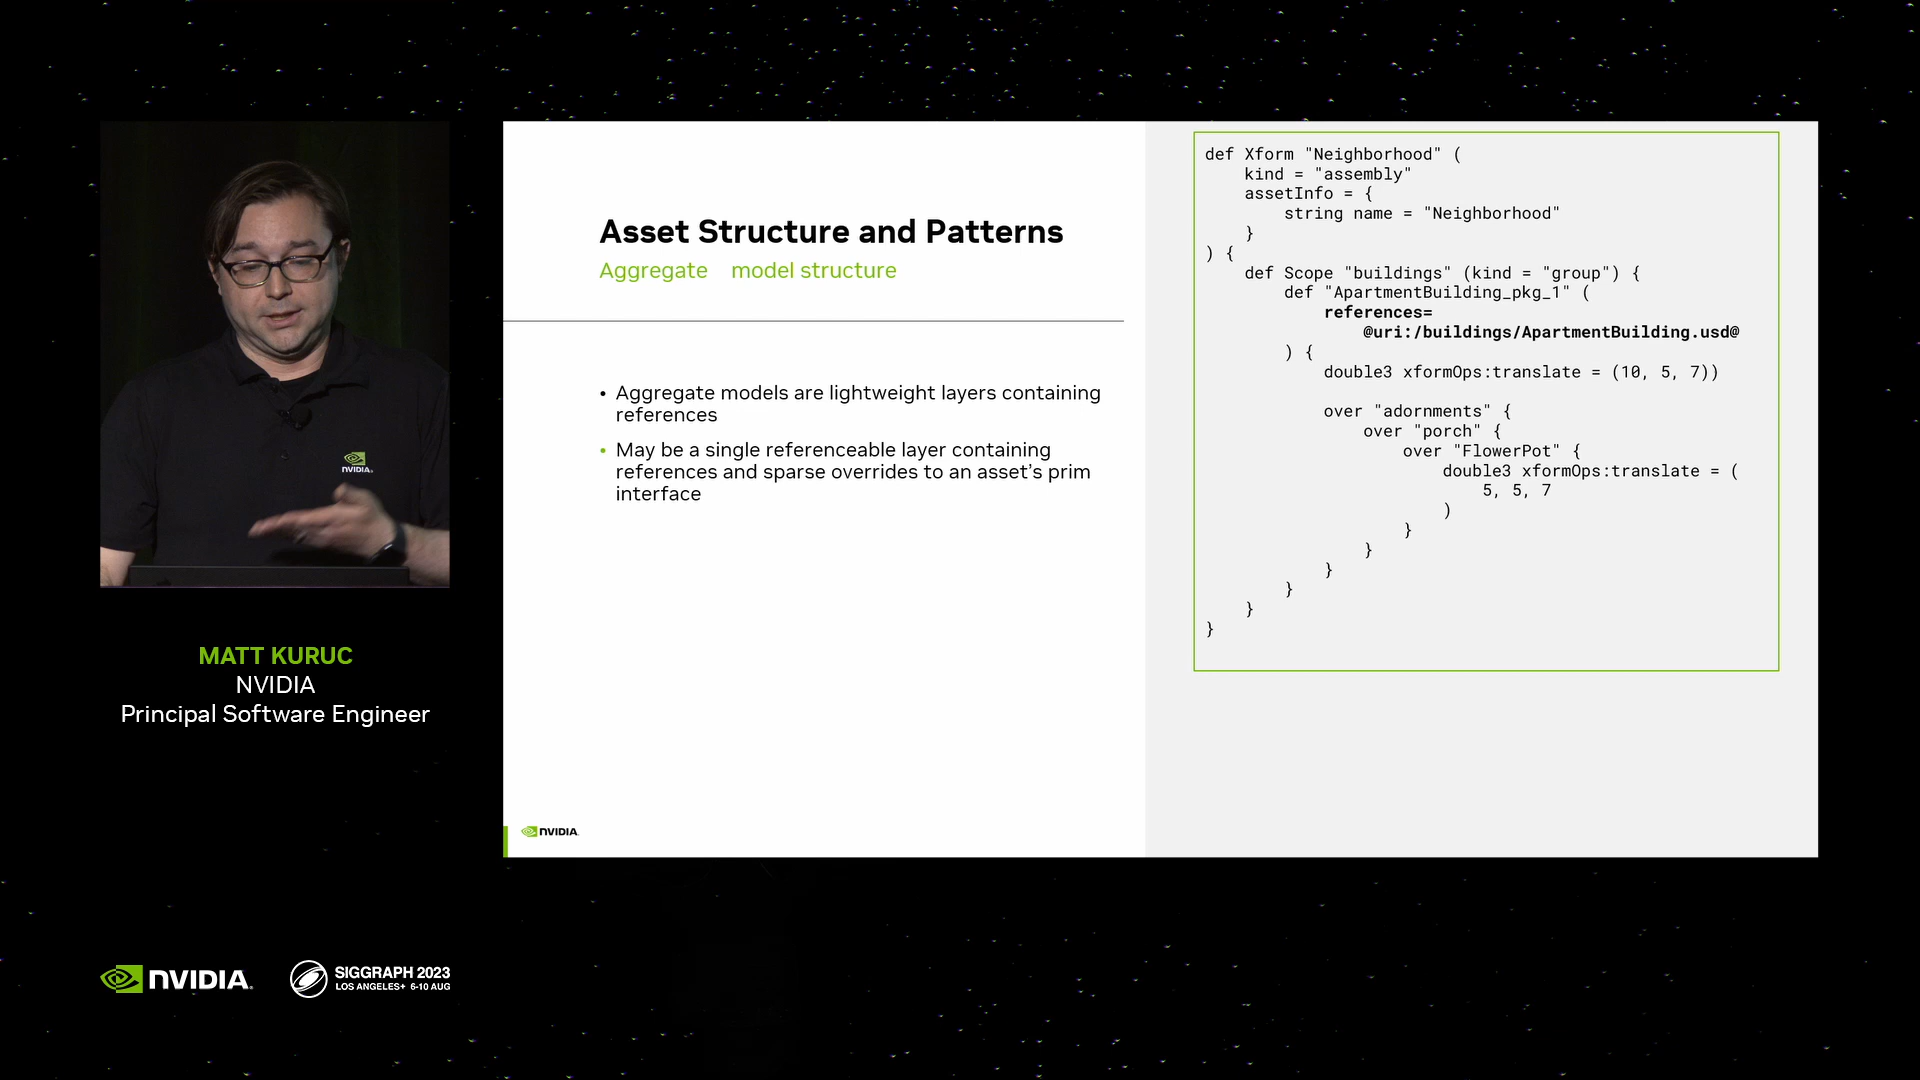 Asset Structure and Patterns
Aggregate model structure
• Aggregate models are lightweight layers containing
references
• May be a single referenceable layer containing
references and sparse overrides to an asset’s prim
interface
NVIDIA
def Xform "Neighborhood" (
    kind = "assembly"
    assetInfo = {
        string name = "Neighborhood"
    }
) {
    def Scope "buildings" (kind = "group") {
        def "ApartmentBuilding_pkg_1" (
            references=
                @uri:/buildings/ApartmentBuilding.usd@
        ) {
            double3 xformOps:translate = (10, 5, 7))
            over "adornments" {
                over "porch" {
                    over "FlowerPot" {
                        double3 xformOps:translate = (
                            5, 5, 7
                        )
                    }
                }
            }
        }
    }
}
NVIDIA
MATT KURUC
NVIDIA
Principal Software Engineer
NVIDIA
SIGGRAPH 2023
LOS ANGELES+ 6-10 AUG